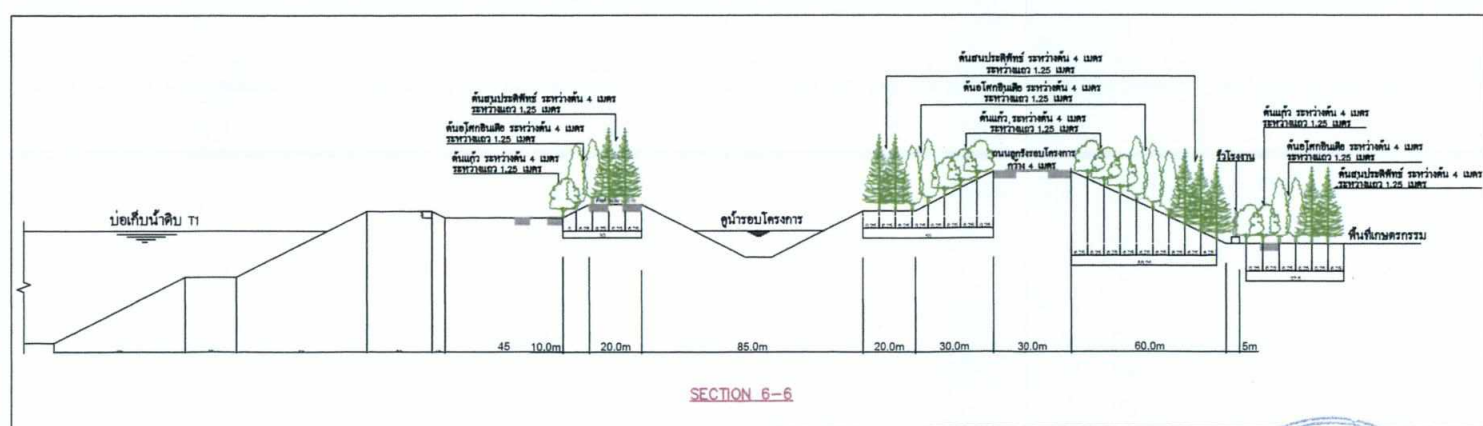 ต้นสนประดิพัทธ์ ระหว่างต้น 4 เมตร
ระหว่างแถว 1.25 เมตร
ต้นอโศกอินเดีย ระหว่างต้น 4 เมตร
ระหว่างแถว 1.25 เมตร
ต้นแก้ว ระหว่างต้น 4 เมตร
ระหว่างแถว 1.25 เมตร
ต้นสนประดิพัทธ์ ระหว่างต้น 4 เมตร
ระหว่างแถว 1.25 เมตร
ต้นอโศกอินเดีย ระหว่างต้น 4 เมตร
ระหว่างแถว 1.25 เมตร
ต้นแก้ว ระหว่างต้น 4 เมตร
ระหว่างแถว 1.25 เมตร
ถนนลูกรังรอบโครงการ
กว้าง 4 เมตร
ต้นแก้ว ระหว่างต้น 4 เมตร
ระหว่างแถว 1.25 เมตร
รั้วโรงงาน
ต้นอโศกอินเดีย ระหว่างต้น 4 เมตร
ระหว่างแถว 1.25 เมตร
ต้นสนประดิพัทธ์ ระหว่างต้น 4 เมตร
ระหว่างแถว 1.25 เมตร
บ่อเก็บน้ำดิบ T1
คูน้ำรอบโครงการ
พื้นที่เกษตรกรรม
45 10.0m 20.0m 85.0m 20.0m 30.0m 30.0m 60.0m 5m
SECTION 6-6